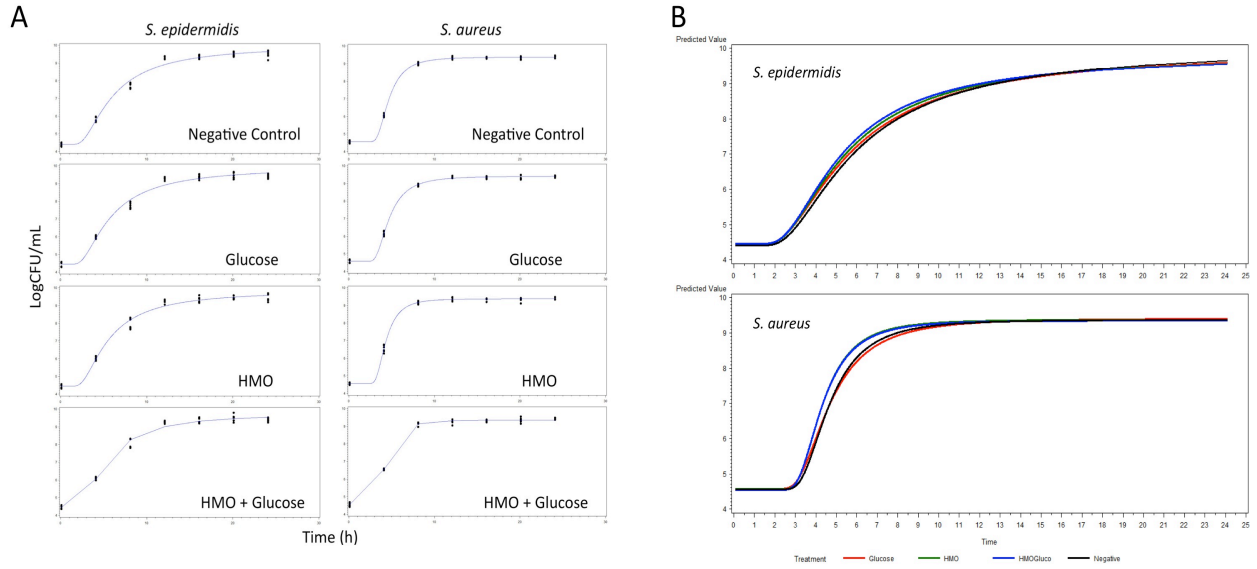 A
S. epidermidis
S. aureus
Negative Control
Negative Control
Glucose
Glucose
HMO
HMO
HMO + Glucose
HMO + Glucose
LogCFU/mL
Time (h)
B
Predicted Value
S. epidermidis
10
9
8
7
6
5
4
0 1 2 3 4 5 6 7 8 9 10 11 12 13 14 15 16 17 18 19 20 21 22 23 24 25
Predicted Value
S. aureus
10
9
8
7
6
5
4
0 1 2 3 4 5 6 7 8 9 10 11 12 13 14 15 16 17 18 19 20 21 22 23 24 25
Time
Treatment Glucose HMO HMOGluco Negative